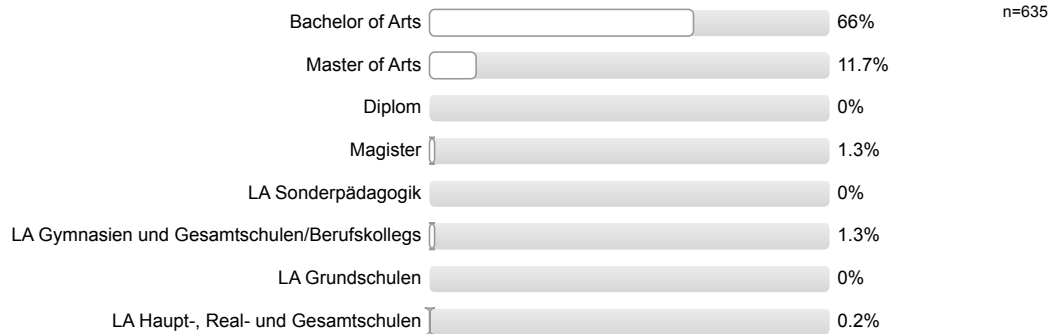 Bachelor of Arts 66% n=635
Master of Arts 11.7%
Diplom 0%
Magister 1.3%
LA Sonderpädagogik 0%
LA Gymnasien und Gesamtschulen/Berufskollegs 1.3%
LA Grundschulen 0%
LA Haupt-, Real- und Gesamtschulen 0.2%